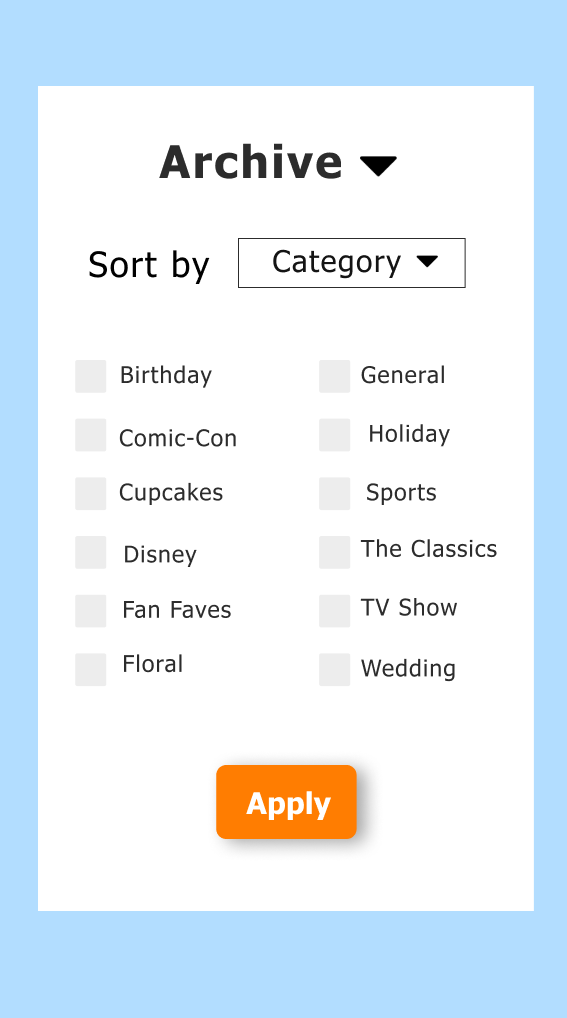 Archive
Sort by Category
Birthday
General
Comic-Con
Holiday
Cupcakes
Sports
Disney
The Classics
Fan Faves
TV Show
Floral
Wedding
Apply